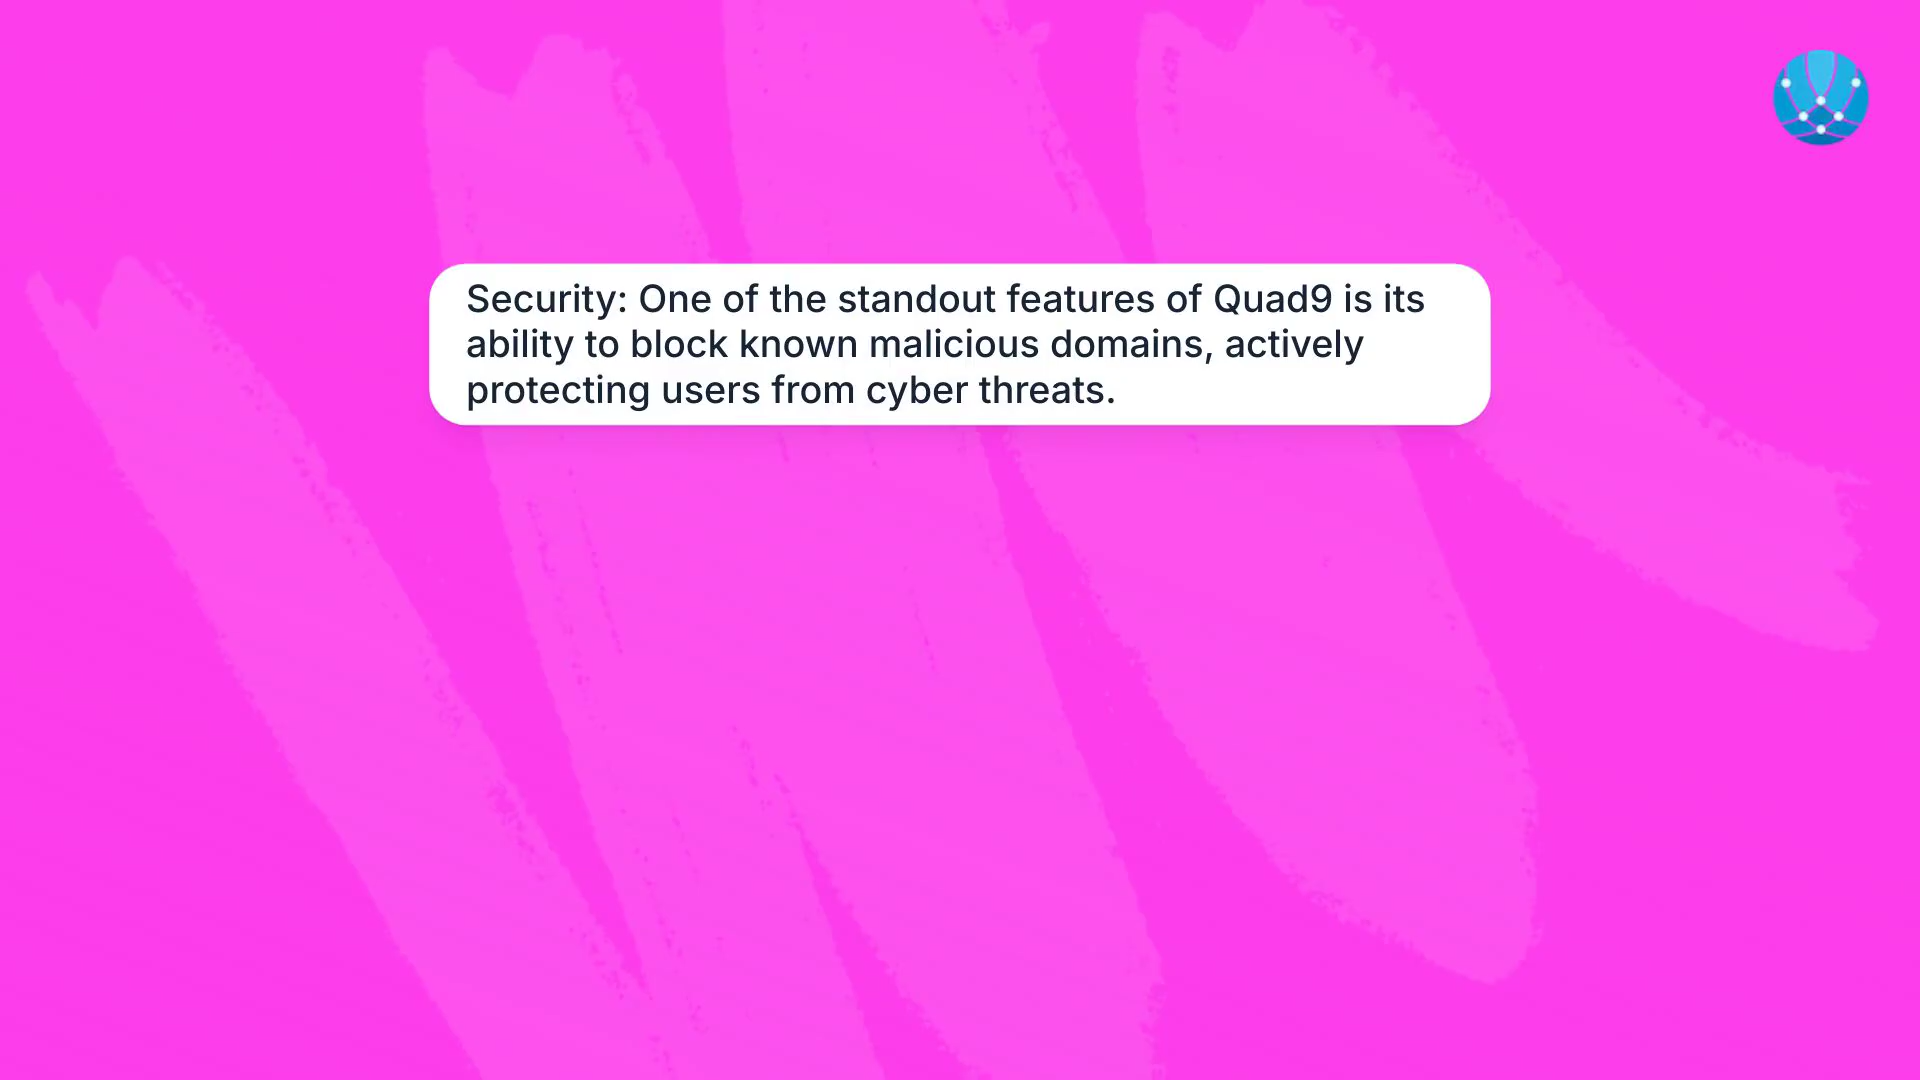 Security: One of the standout features of Quad9 is its
ability to block known malicious domains, actively
protecting users from cyber threats.